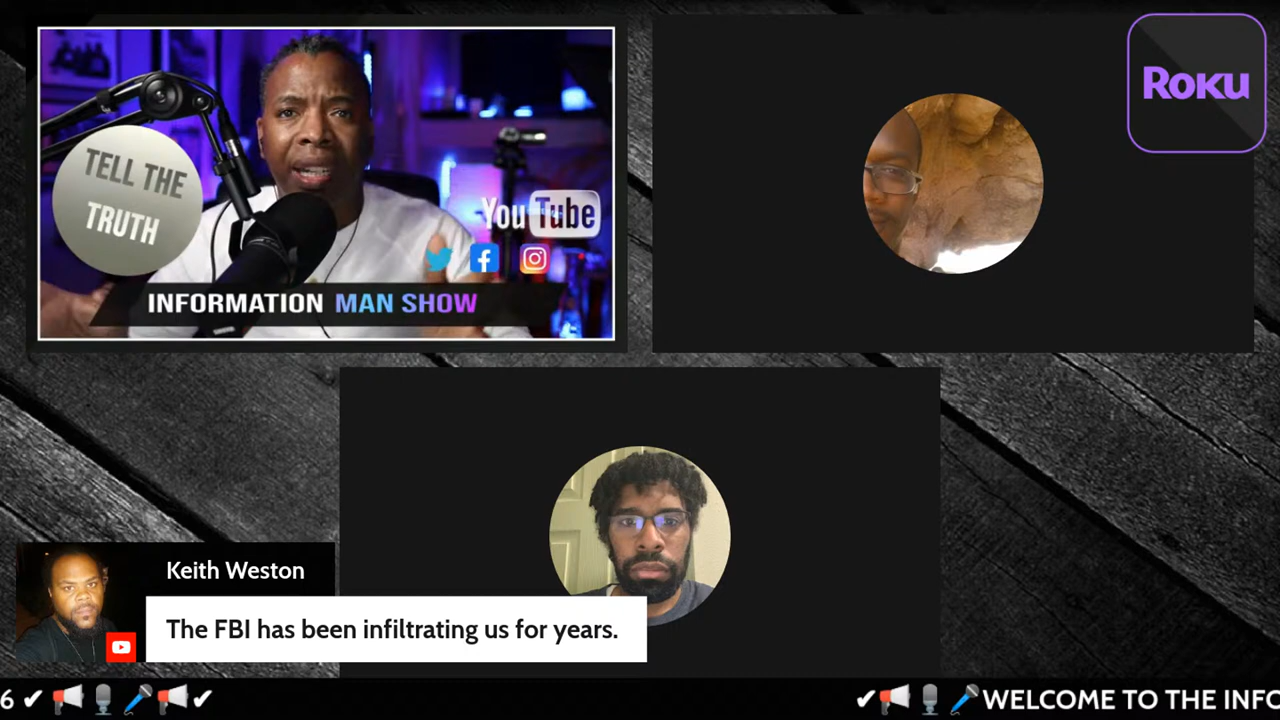 ROKU
TELL THE
TRUTH
YouTube
INFORMATION MAN SHOW
Keith Weston
The FBI has been infiltrating us for years.
6 ✔ 📢🎙️🎤📢✔
✔📢🎙️🎤WELCOME TO THE INFO